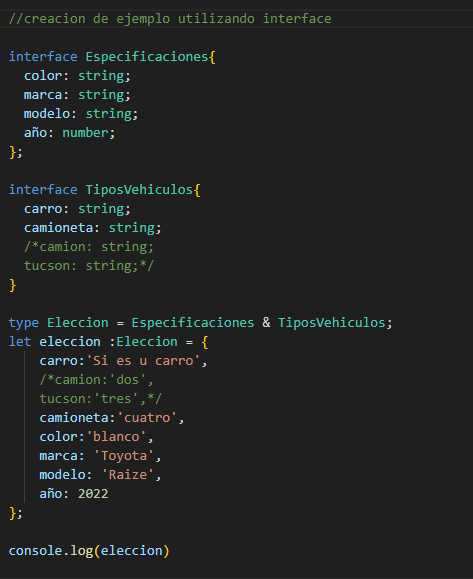 //creacion de ejemplo utilizando interface
interface Especificaciones{
color: string;
marca: string;
modelo: string;
año: number;
};
interface TiposVehiculos{
carro: string;
camioneta: string;
/*camion: string;
tucson: string;*/
}
type Eleccion = Especificaciones & TiposVehiculos;
let eleccion :Eleccion = {
carro:'Si es u carro',
/*camion:'dos',
tucson:'tres',*/
camioneta:'cuatro',
color:'blanco',
marca: 'Toyota',
modelo: 'Raize',
año: 2022
};
console.log(eleccion)